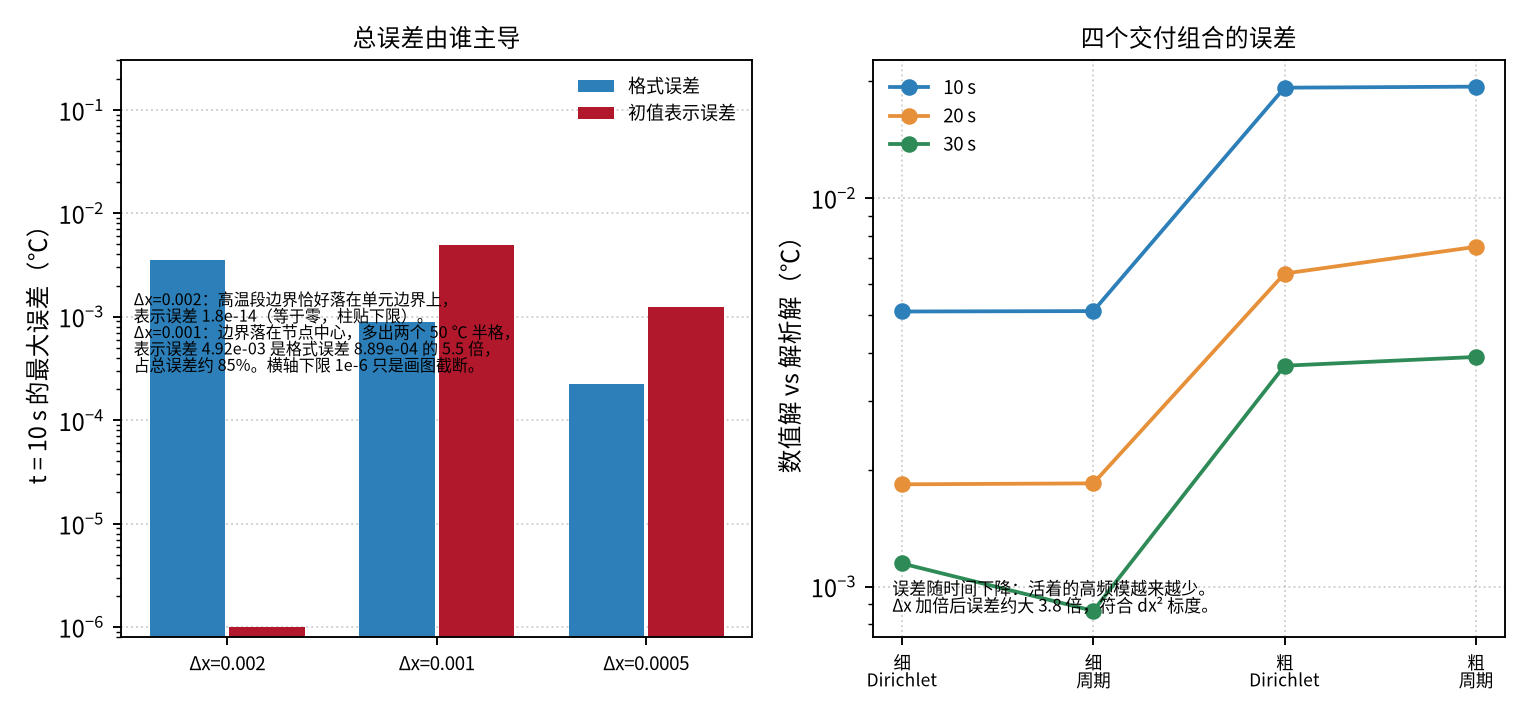 总误差由谁主导
t = 10 s 的最大误差（℃）
10⁻¹
10⁻²
10⁻³
10⁻⁴
10⁻⁵
10⁻⁶
格式误差
初值表示误差
Δx=0.002：高温段边界恰好落在单元边界上，
表示误差 1.8e-14（等于零，柱贴下限）。
Δx=0.001：边界落在节点中心，多出两个 50 ℃ 半格，
表示误差 4.92e-03 是格式误差 8.89e-04 的 5.5 倍，
占总误差约 85%。横轴下限 1e-6 只是画图截断。
Δx=0.002
Δx=0.001
Δx=0.0005
四个交付组合的误差
数值解 vs 解析解（℃）
10⁻²
10⁻³
10 s
20 s
30 s
误差随时间下降：活着的高频模越来越少。
Δx 加倍后误差约大 3.8 倍，符合 dx² 标度。
细
Dirichlet
细
周期
粗
Dirichlet
粗
周期